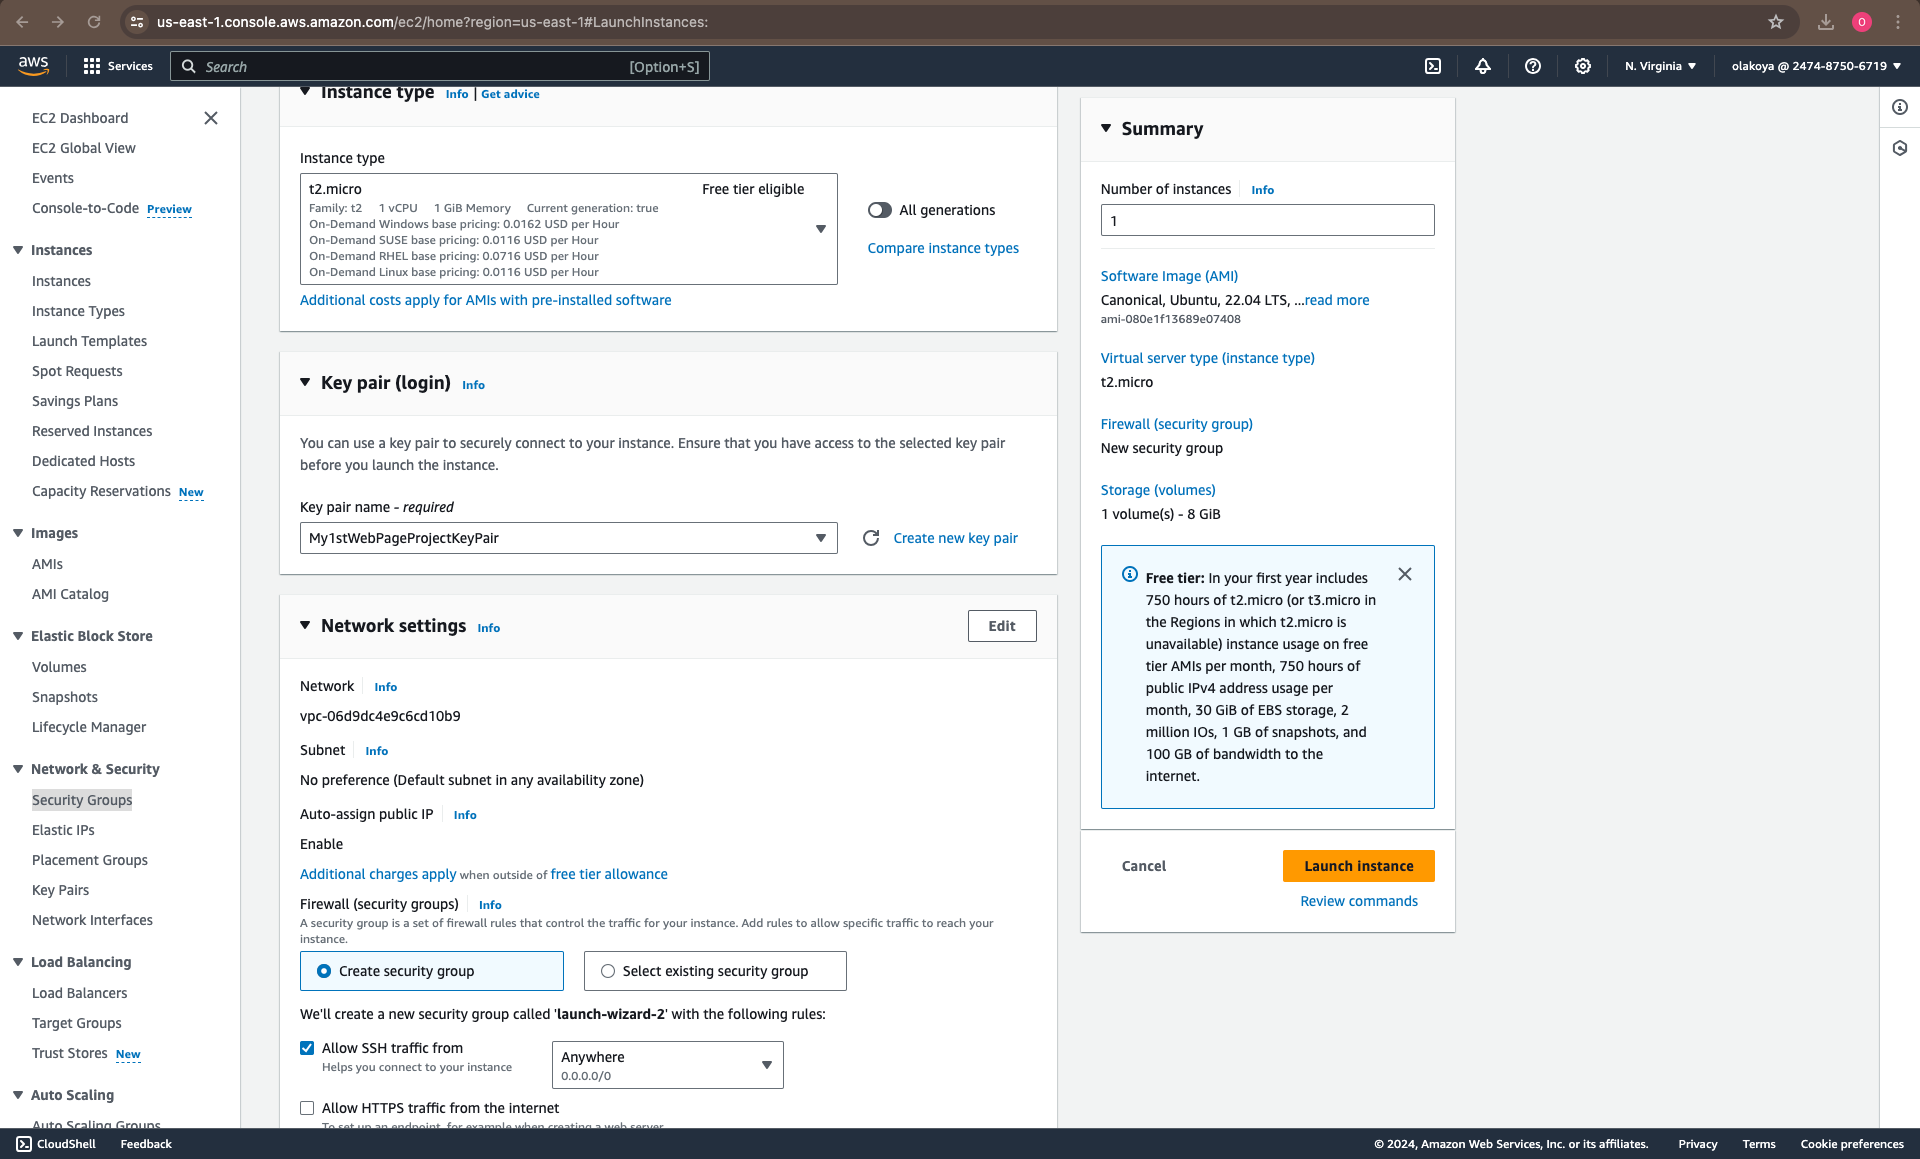 us-east-1.console.aws.amazon.com/ec2/home?region=us-east-1#LaunchInstances:
O
aws
Services
Search
[Option+S]
N. Virginia
olakoya @ 2474-8750-6719
EC2 Dashboard
EC2 Global View
Events
Console-to-Code Preview
Instances
Instances
Instance Types
Launch Templates
Spot Requests
Savings Plans
Reserved Instances
Dedicated Hosts
Capacity Reservations New
Images
AMIs
AMI Catalog
Elastic Block Store
Volumes
Snapshots
Lifecycle Manager
Network & Security
Security Groups
Elastic IPs
Placement Groups
Key Pairs
Network Interfaces
Load Balancing
Load Balancers
Target Groups
Trust Stores New
Auto Scaling
Auto Scaling Groups
Instance type Info | Get advice
Instance type
t2.micro Free tier eligible
Family: t2 1 vCPU 1 GiB Memory Current generation: true
On-Demand Windows base pricing: 0.0162 USD per Hour
On-Demand SUSE base pricing: 0.0116 USD per Hour
On-Demand RHEL base pricing: 0.0716 USD per Hour
On-Demand Linux base pricing: 0.0116 USD per Hour
All generations
Compare instance types
Additional costs apply for AMIs with pre-installed software
Key pair (login) Info
You can use a key pair to securely connect to your instance. Ensure that you have access to the selected key pair
before you launch the instance.
Key pair name - required
My1stWebPageProjectKeyPair
Create new key pair
Network settings Info
Edit
Network Info
vpc-06d9dc4e9c6cd10b9
Subnet Info
No preference (Default subnet in any availability zone)
Auto-assign public IP Info
Enable
Additional charges apply when outside of free tier allowance
Firewall (security groups) Info
A security group is a set of firewall rules that control the traffic for your instance. Add rules to allow specific traffic to reach your
instance.
Create security group
Select existing security group
We'll create a new security group called 'launch-wizard-2' with the following rules:
Allow SSH traffic from
Helps you connect to your instance
Anywhere
0.0.0.0/0
Allow HTTPS traffic from the internet
To set up an endpoint, for example when creating a web server
Summary
Number of instances Info
1
Software Image (AMI)
Canonical, Ubuntu, 22.04 LTS, ...read more
ami-080e1f13689e07408
Virtual server type (instance type)
t2.micro
Firewall (security group)
New security group
Storage (volumes)
1 volume(s) - 8 GiB
Free tier: In your first year includes
750 hours of t2.micro (or t3.micro in
the Regions in which t2.micro is
unavailable) instance usage on free
tier AMIs per month, 750 hours of
public IPv4 address usage per
month, 30 GiB of EBS storage, 2
million IOs, 1 GB of snapshots, and
100 GB of bandwidth to the
internet.
Cancel
Launch instance
Review commands
CloudShell
Feedback
© 2024, Amazon Web Services, Inc. or its affiliates.
Privacy
Terms
Cookie preferences